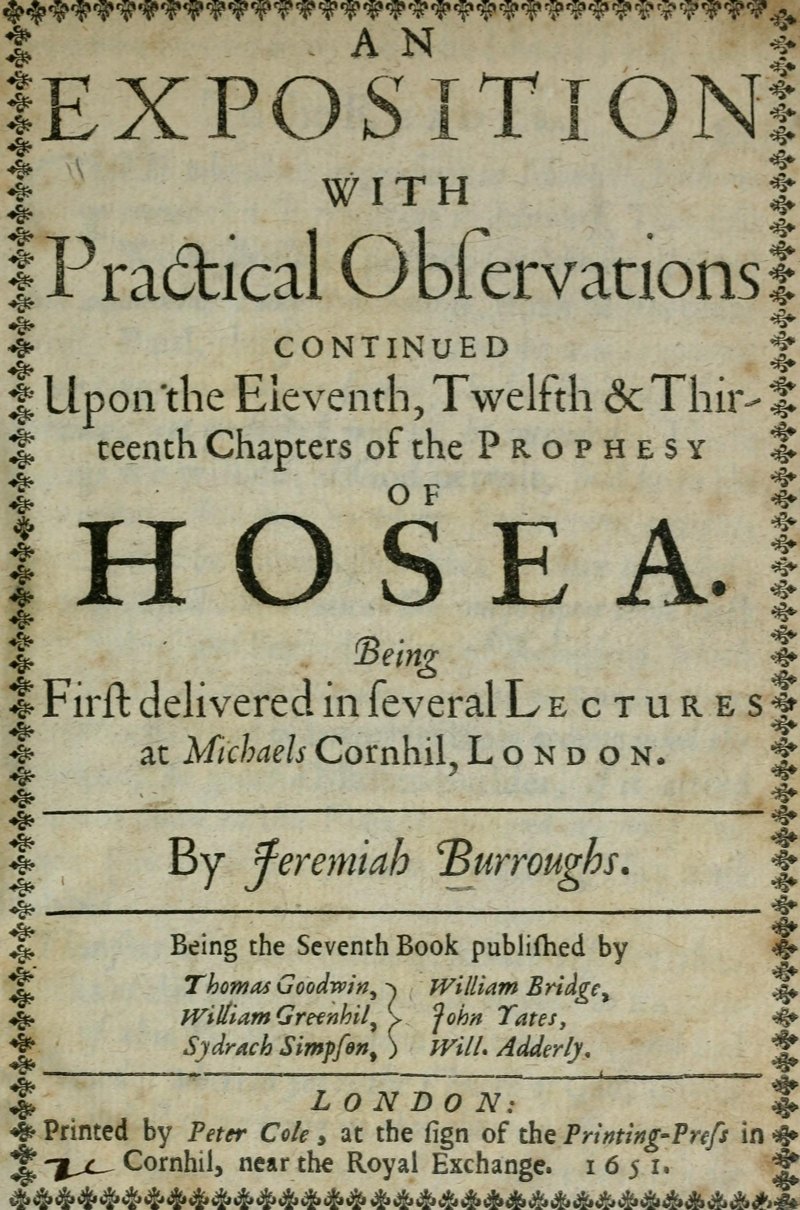 AN
EXPOSITION
WITH
Practical Obſervations
CONTINUED
Upon the Eleventh, Twelfth & Thir-
teenth Chapters of the PROPHESY
OF
HOSEA.
Being
Firſt delivered in ſeveral LECTURES
at Michaels Cornhil, LONDON.
By Jeremiah Burroughs.
Being the Seventh Book publiſhed by
Thomas Goodwin, } William Bridge,
William Greenhil, } John Yates,
Sydrach Simpſon, } Will. Adderly.
LONDON:
Printed by Peter Cole, at the ſign of the Printing-Preſs in
Cornhil, near the Royal Exchange. 1651.